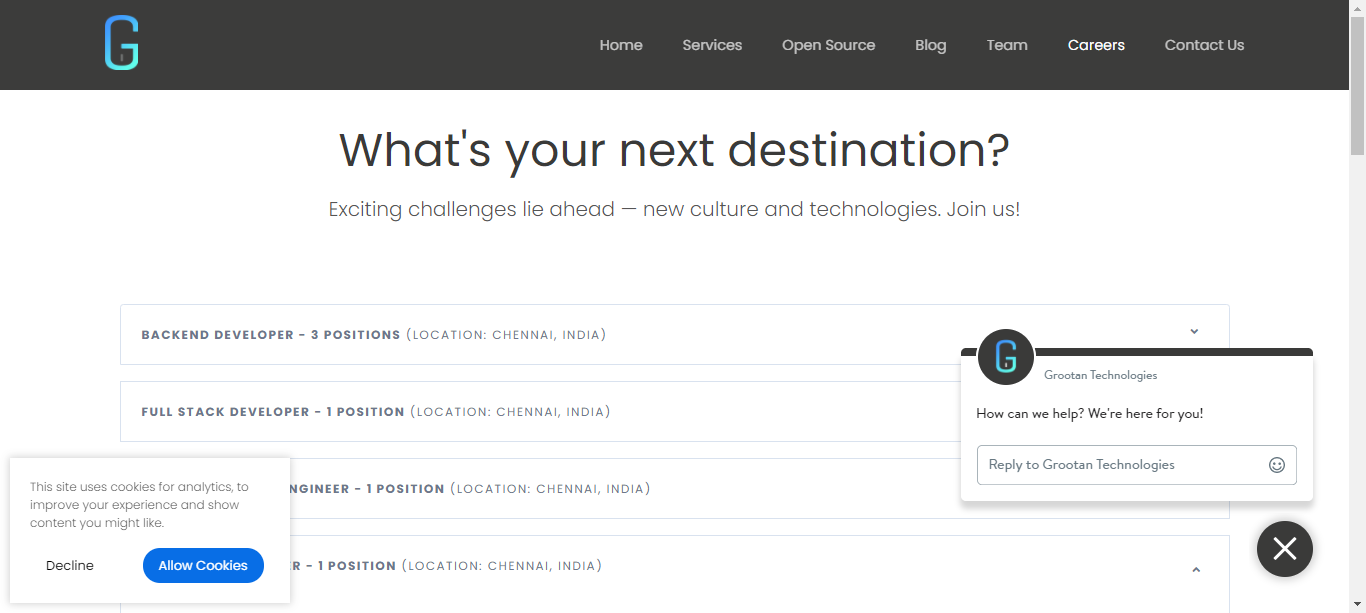 G
Home Services Open Source Blog Team Careers Contact Us
What's your next destination?
Exciting challenges lie ahead — new culture and technologies. Join us!
BACKEND DEVELOPER - 3 POSITIONS (LOCATION: CHENNAI, INDIA)
FULL STACK DEVELOPER - 1 POSITION (LOCATION: CHENNAI, INDIA)
NGINEER - 1 POSITION (LOCATION: CHENNAI, INDIA)
R - 1 POSITION (LOCATION: CHENNAI, INDIA)
G
Grootan Technologies
How can we help? We're here for you!
Reply to Grootan Technologies
This site uses cookies for analytics, to
improve your experience and show
content you might like.
Decline Allow Cookies